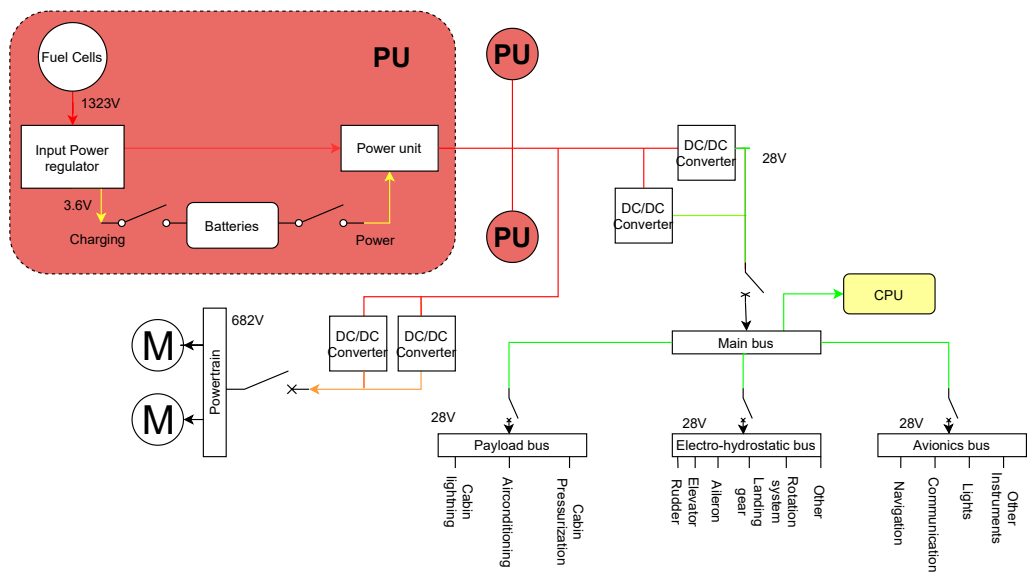 Fuel Cells
PU
1323V
Input Power
regulator
Power unit
3.6V
Charging
Batteries
Power
PU
PU
DC/DC
Converter
28V
DC/DC
Converter
CPU
Main bus
682V
DC/DC
Converter
DC/DC
Converter
M
M
Powertrain
28V
Payload bus
Cabin
lightning
Airconditioning
Cabin
Pressurization
28V
Electro-hydrostatic bus
Rudder
Elevator
Aileron
Landing
gear
Rotation
system
Other
28V
Avionics bus
Navigation
Communication
Lights
Other
Instruments